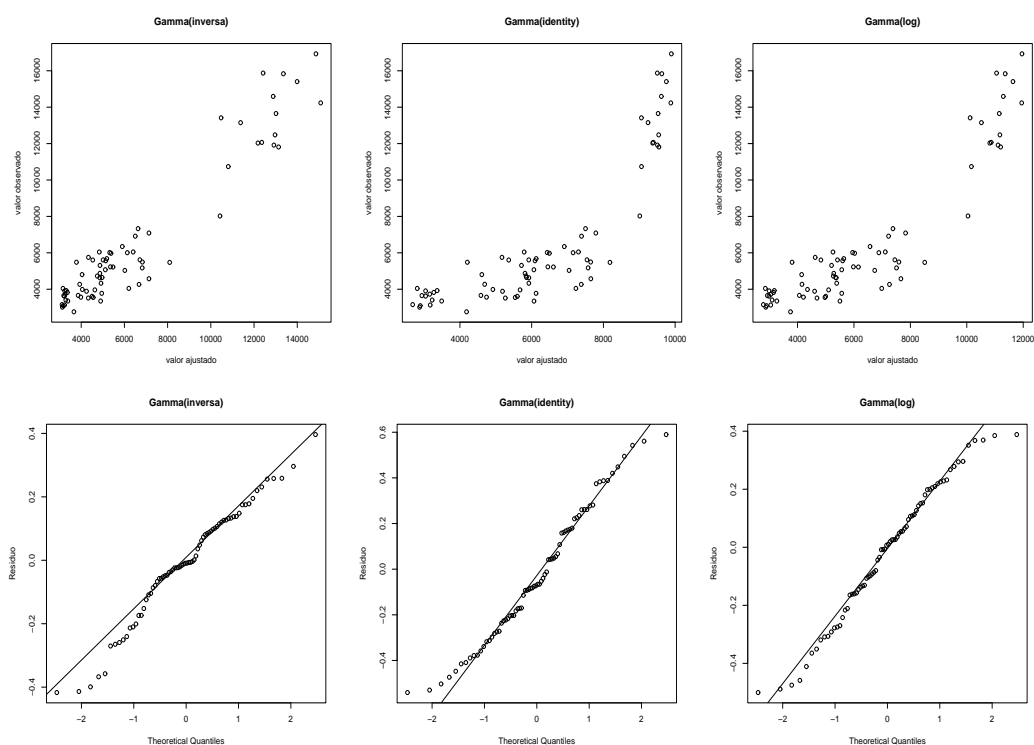 Gamma(inversa)
valor observado
4000 6000 8000 10000 12000 14000 16000
4000 6000 8000 10000 12000 14000
valor ajustado
Gamma(identity)
valor observado
4000 6000 8000 10000 12000 14000 16000
4000 6000 8000 10000
valor ajustado
Gamma(log)
valor observado
4000 6000 8000 10000 12000 14000 16000
4000 6000 8000 10000 12000
valor ajustado
Gamma(inversa)
Residuo
−0.4 −0.2 0.0 0.2 0.4
−2 −1 0 1 2
Theoretical Quantiles
Gamma(identity)
Residuo
−0.4 −0.2 0.0 0.2 0.4 0.6
−2 −1 0 1 2
Theoretical Quantiles
Gamma(log)
Residuo
−0.4 −0.2 0.0 0.2 0.4
−2 −1 0 1 2
Theoretical Quantiles